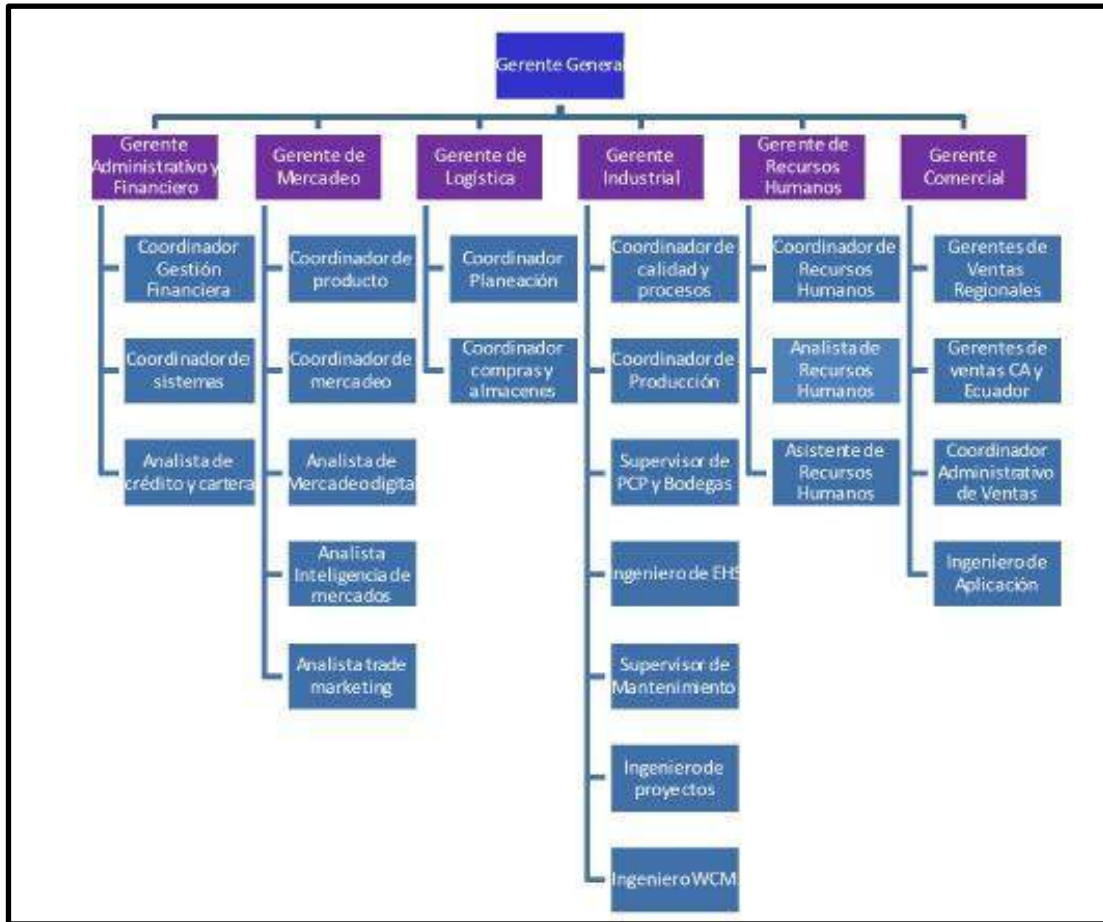 Gerente General
Gerente
Administrativo y
Financiero
Gerente de
Mercadeo
Gerente de
Logística
Gerente
Industrial
Gerente de
Recursos
Humanos
Gerente
Comercial
Coordinador
Gestión
Financiera
Coordinador de
sistemas
Analista de
crédito y cartera
Coordinador de
producto
Coordinador de
mercadeo
Analista de
Mercadeo digital
Analista
Inteligencia de
mercados
Analista trade
marketing
Coordinador
Planeación
Coordinador
compras y
almacenes
Coordinador de
calidad y
procesos
Coordinador de
Producción
Supervisor de
PCP y Bodegas
Ingeniero de EHS
Supervisor de
Mantenimiento
Ingeniero de
proyectos
Ingeniero WCM
Coordinador de
Recursos
Humanos
Analista de
Recursos
Humanos
Asistente de
Recursos
Humanos
Gerentes de
Ventas
Regionales
Gerentes de
ventas CA y
Ecuador
Coordinador
Administrativo
de Ventas
Ingeniero de
Aplicación